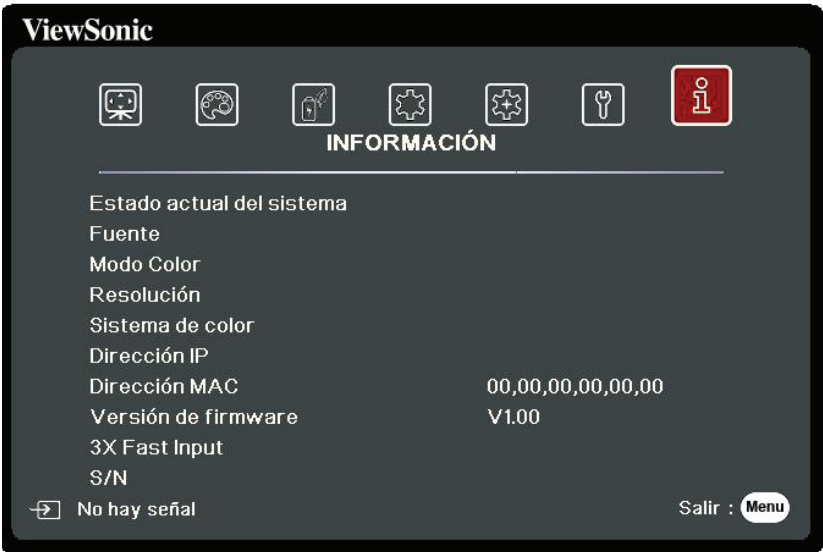 ViewSonic
INFORMACIÓN
Estado actual del sistema
Fuente
Modo Color
Resolución
Sistema de color
Dirección IP
Dirección MAC 00,00,00,00,00,00
Versión de firmware V1.00
3X Fast Input
S/N
No hay señal Salir : Menu